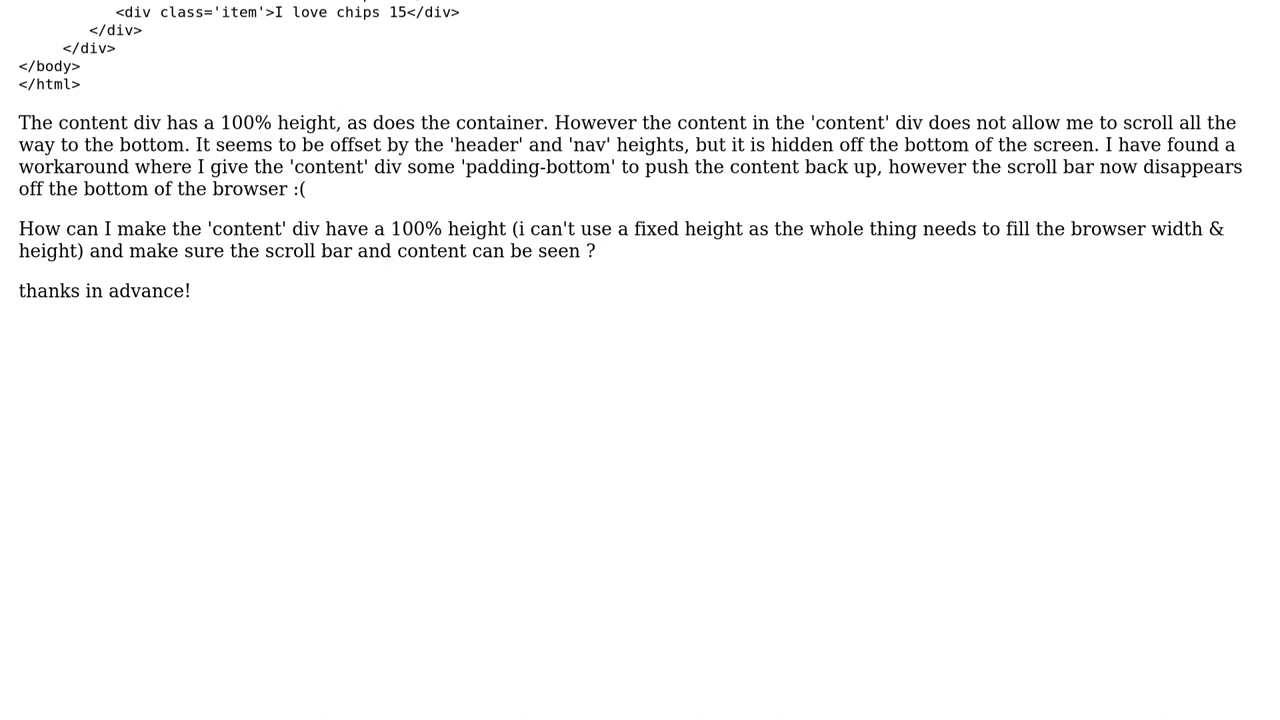 <div class='item'>I love chips 15</div>
</div>
</div>
</body>
</html>
The content div has a 100% height, as does the container. However the content in the 'content' div does not allow me to scroll all the
way to the bottom. It seems to be offset by the 'header' and 'nav' heights, but it is hidden off the bottom of the screen. I have found a
workaround where I give the 'content' div some 'padding-bottom' to push the content back up, however the scroll bar now disappears
off the bottom of the browser :(
How can I make the 'content' div have a 100% height (i can't use a fixed height as the whole thing needs to fill the browser width &
height) and make sure the scroll bar and content can be seen ?
thanks in advance!